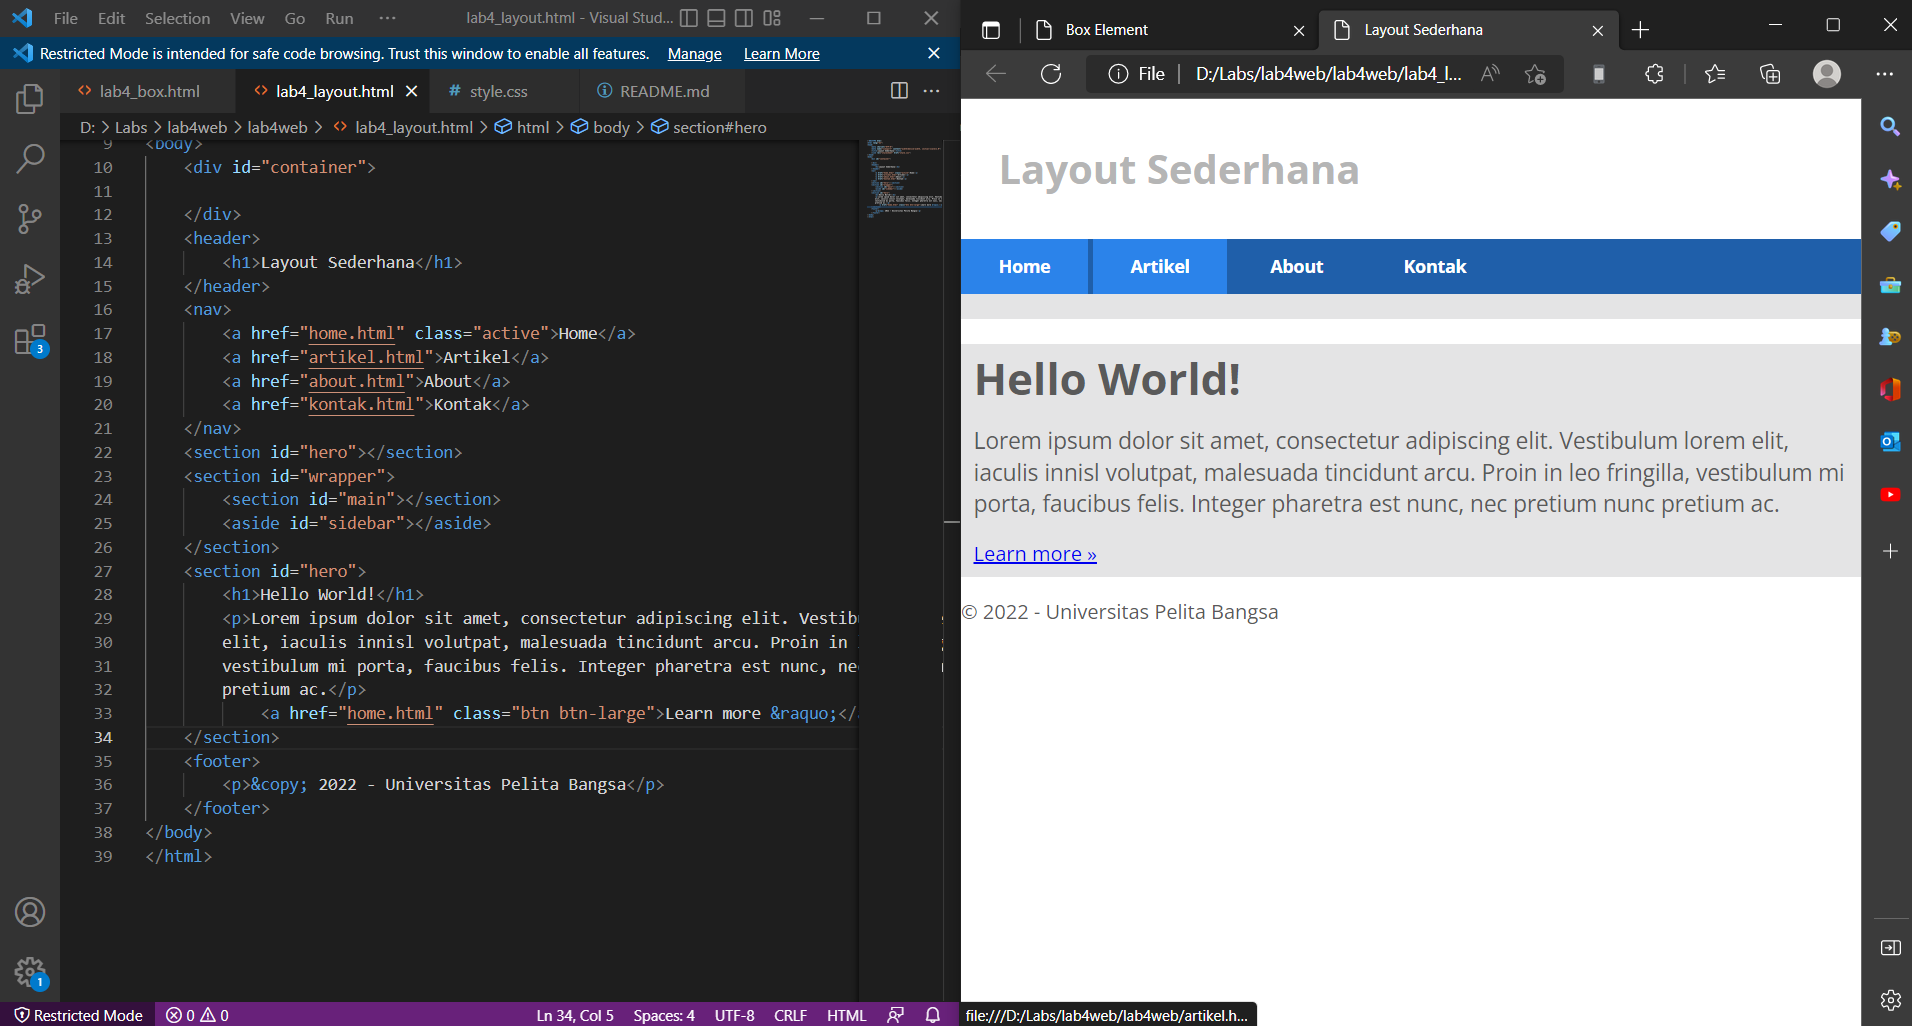 File Edit Selection View Go Run ··· lab4_layout.html - Visual Stud...
Restricted Mode is intended for safe code browsing. Trust this window to enable all features. Manage Learn More
lab4_box.html lab4_layout.html # style.css README.md
D: > Labs > lab4web > lab4web > lab4_layout.html > html > body > section#hero
9 <body>
10 <div id="container">
11
12 </div>
13 <header>
14 <h1>Layout Sederhana</h1>
15 </header>
16 <nav>
17 <a href="home.html" class="active">Home</a>
18 <a href="artikel.html">Artikel</a>
19 <a href="about.html">About</a>
20 <a href="kontak.html">Kontak</a>
21 </nav>
22 <section id="hero"></section>
23 <section id="wrapper">
24 <section id="main"></section>
25 <aside id="sidebar"></aside>
26 </section>
27 <section id="hero">
28 <h1>Hello World!</h1>
29 <p>Lorem ipsum dolor sit amet, consectetur adipiscing elit. Vestib
30 elit, iaculis innisl volutpat, malesuada tincidunt arcu. Proin in
31 vestibulum mi porta, faucibus felis. Integer pharetra est nunc, ne
32 pretium ac.</p>
33 <a href="home.html" class="btn btn-large">Learn more &raquo;</
34 </section>
35 <footer>
36 <p>&copy; 2022 - Universitas Pelita Bangsa</p>
37 </footer>
38 </body>
39 </html>
3
1
Restricted Mode 0 0 Ln 34, Col 5 Spaces: 4 UTF-8 CRLF HTML
Box Element Layout Sederhana
File D:/Labs/lab4web/lab4web/lab4_l...
Layout Sederhana
Home Artikel About Kontak
Hello World!
Lorem ipsum dolor sit amet, consectetur adipiscing elit. Vestibulum lorem elit,
iaculis innisl volutpat, malesuada tincidunt arcu. Proin in leo fringilla, vestibulum mi
porta, faucibus felis. Integer pharetra est nunc, nec pretium nunc pretium ac.
Learn more »
© 2022 - Universitas Pelita Bangsa
file:///D:/Labs/lab4web/lab4web/artikel.h...